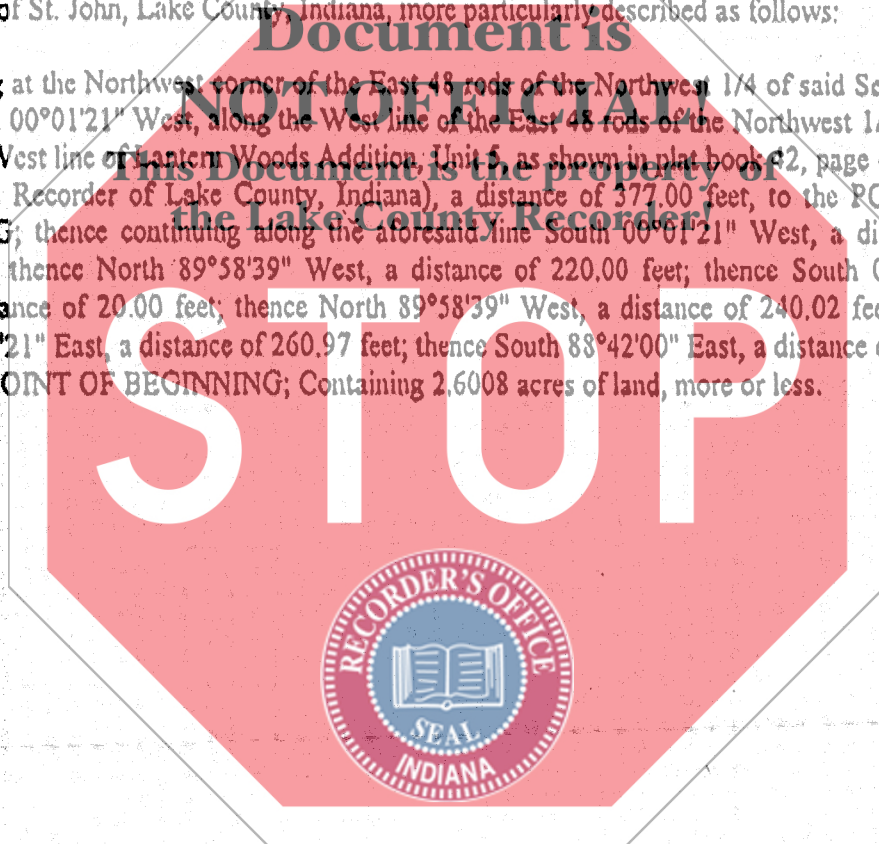 of St. John, Lake County, Indiana, more particularly described as follows:
Document is
at the Northwest corner of the East 48 rods of the Northwest 1/4 of said
NOT OFFICIAL!
00°01'21" West, along the West line of the East 48 rods of the Northwest
West line of Lantern Woods Addition, Unit as shown in plat book 42, page
This Document is the property of
Recorder of Lake County, Indiana), a distance of 377.00 feet, to the
the Lake County Recorder!
thence continuing along the aforesaid line South 00°01'21" West, a
thence North 89°58'39" West, a distance of 220.00 feet; thence South
ance of 20.00 feet; thence North 89°58'39" West, a distance of 240.02
'21" East, a distance of 260.97 feet; thence South 88°42'00" East, a distance
OINT OF BEGINNING; Containing 2.6008 acres of land, more or less.
STOP
RECORDER'S OFFICE
SEAL
INDIANA